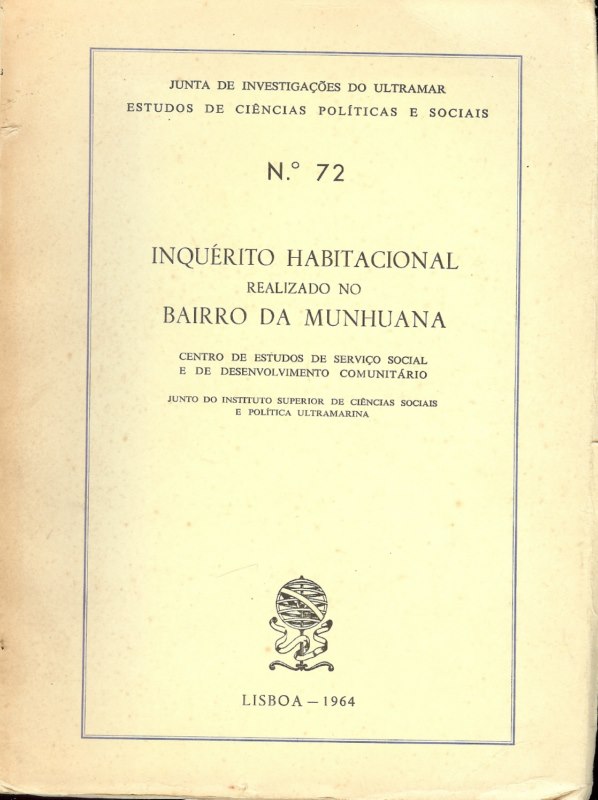 JUNTA DE INVESTIGAÇÕES DO ULTRAMAR
ESTUDOS DE CIÊNCIAS POLÍTICAS E SOCIAIS
N.º 72
INQUÉRITO HABITACIONAL
REALIZADO NO
BAIRRO DA MUNHUANA
CENTRO DE ESTUDOS DE SERVIÇO SOCIAL
E DE DESENVOLVIMENTO COMUNITÁRIO
JUNTO DO INSTITUTO SUPERIOR DE CIÊNCIAS SOCIAIS
E POLÍTICA ULTRAMARINA
LISBOA — 1964